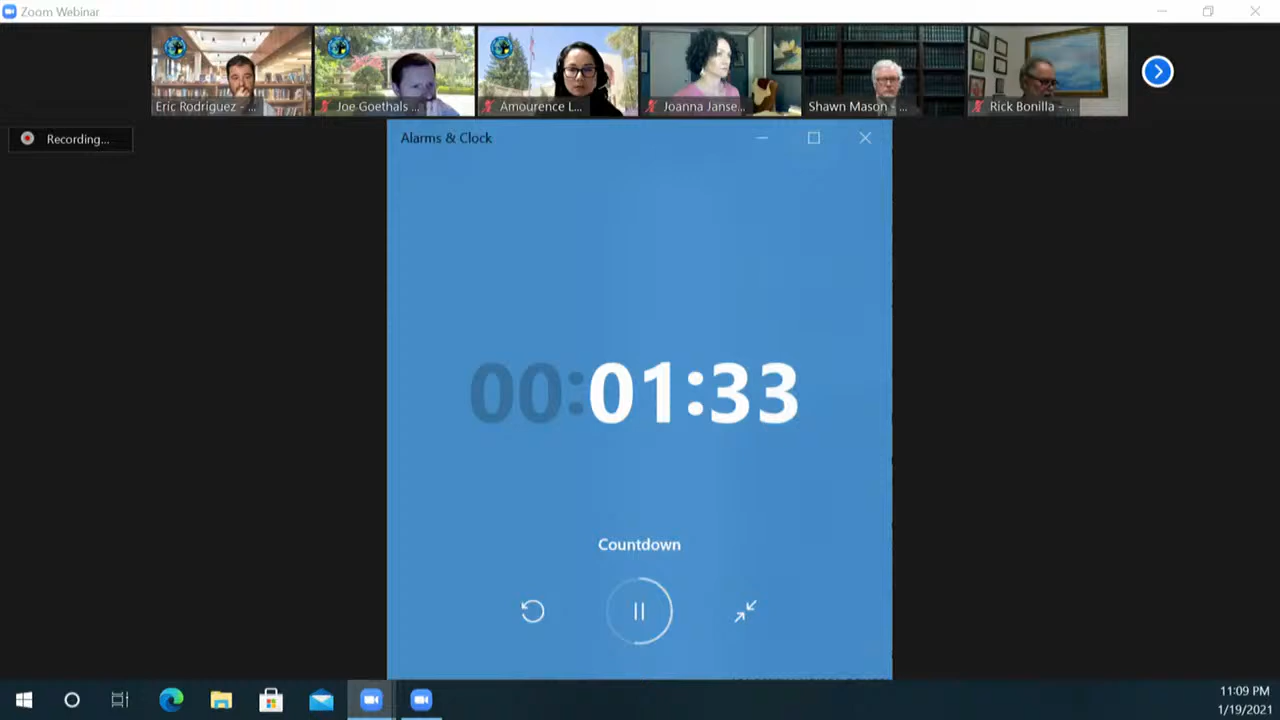 Zoom Webinar
Eric Rodriguez - ...
Joe Goethals ...
Amourence L...
Joanna Janse...
Shawn Mason - ...
Rick Bonilla - ...
Recording...
Alarms & Clock
00:01:33
Countdown
11:09 PM
1/19/2021